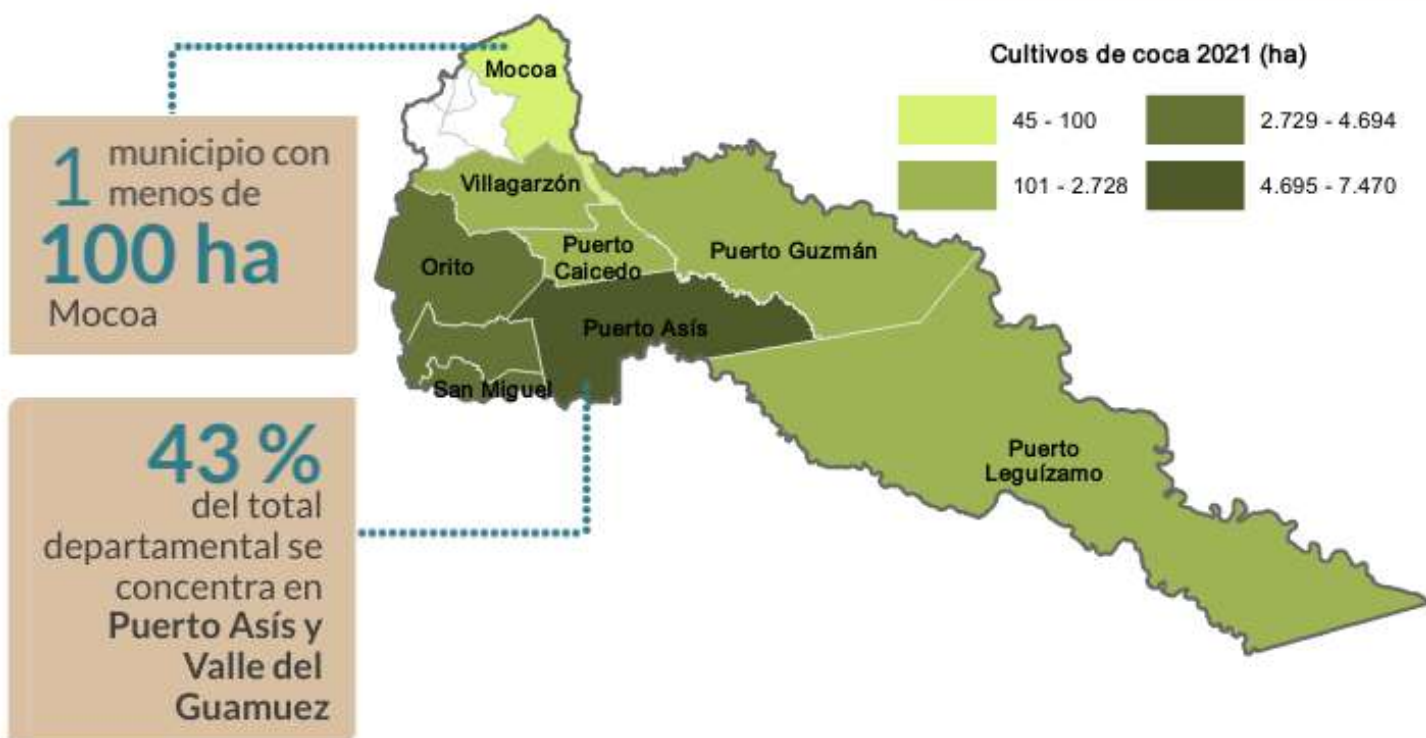 1 municipio con
menos de
100 ha
Mocoa
43 %
del total
departamental se
concentra en
Puerto Asís y
Valle del
Guamuez
Mocoa
Villagarzón
Puerto
Caicedo
Puerto Guzmán
Orito
Puerto Asís
San Miguel
Puerto
Leguízamo
Cultivos de coca 2021 (ha)
45 - 100
2.729 - 4.694
101 - 2.728
4.695 - 7.470